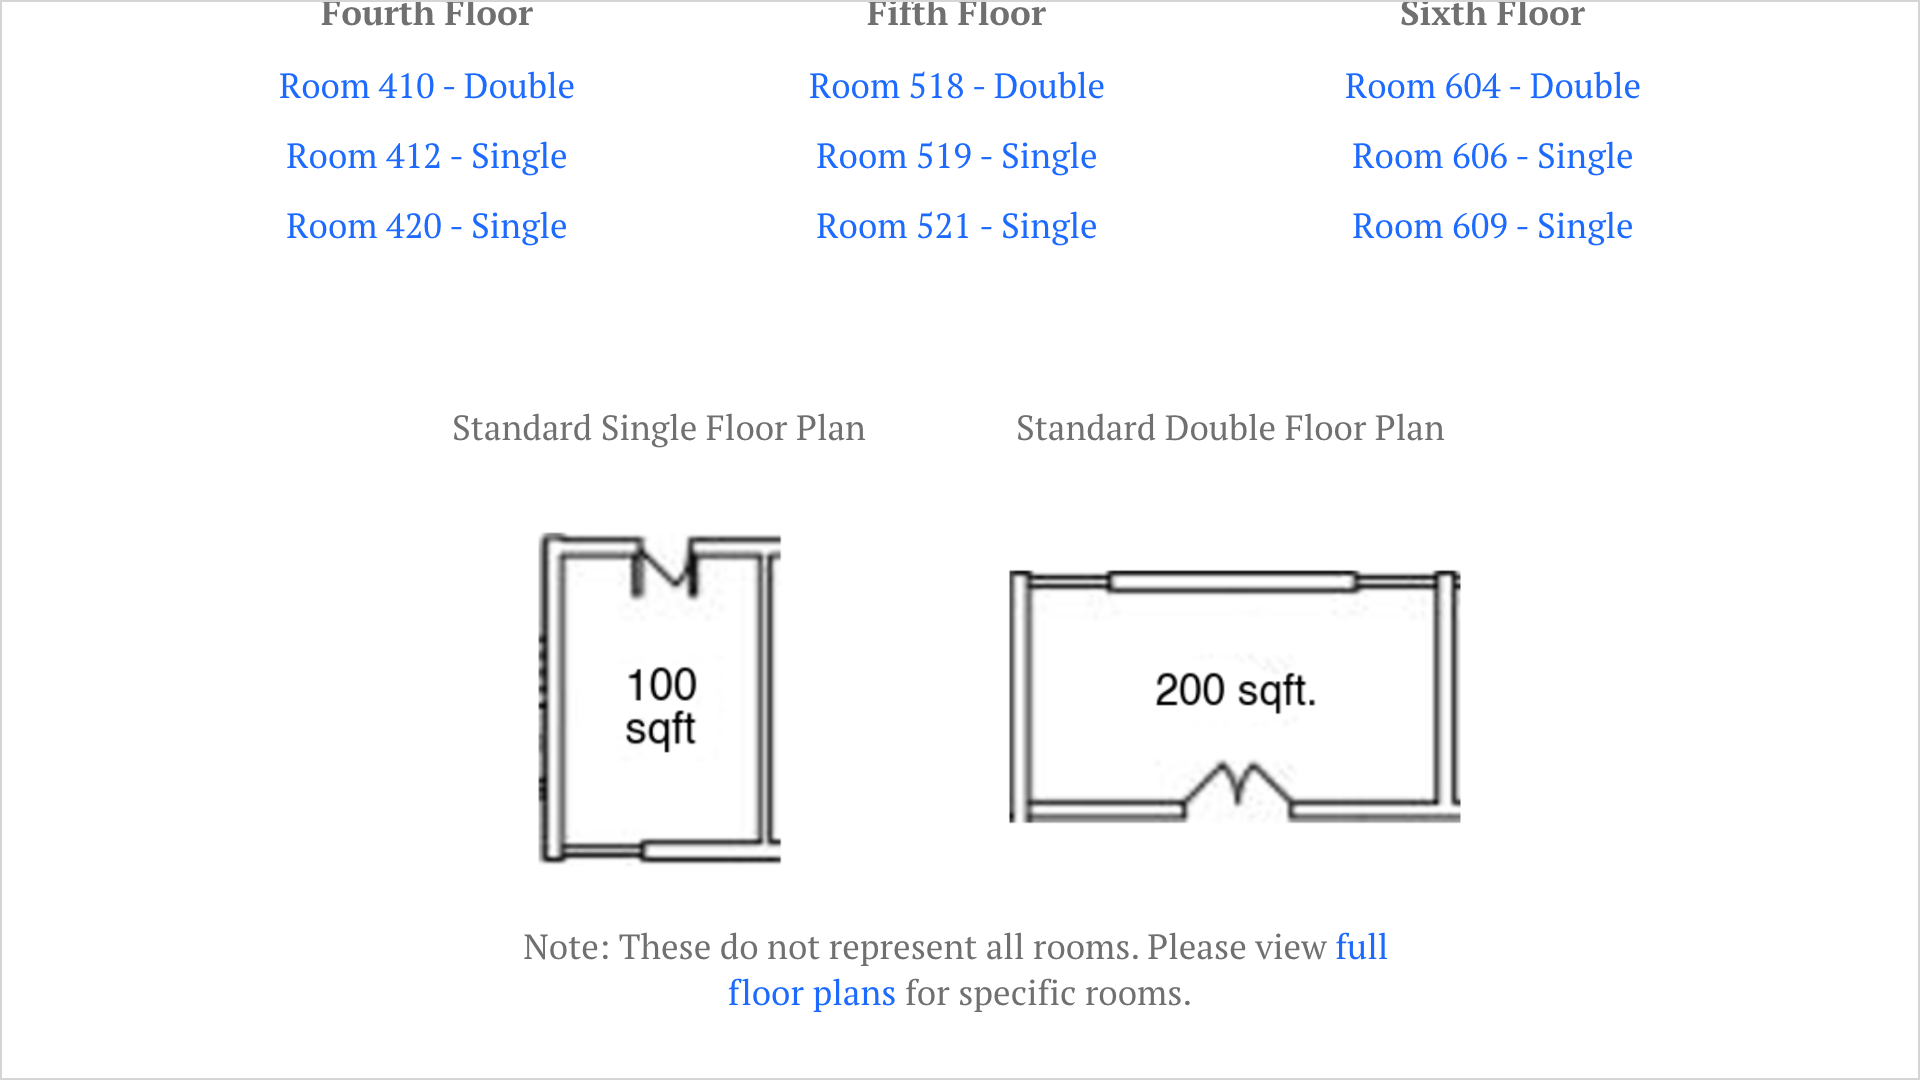 Fourth Floor
Room 410 - Double
Room 412 - Single
Room 420 - Single
Fifth Floor
Room 518 - Double
Room 519 - Single
Room 521 - Single
Sixth Floor
Room 604 - Double
Room 606 - Single
Room 609 - Single
Standard Single Floor Plan
100
sqft
Standard Double Floor Plan
200 sqft.
Note: These do not represent all rooms. Please view full
floor plans for specific rooms.